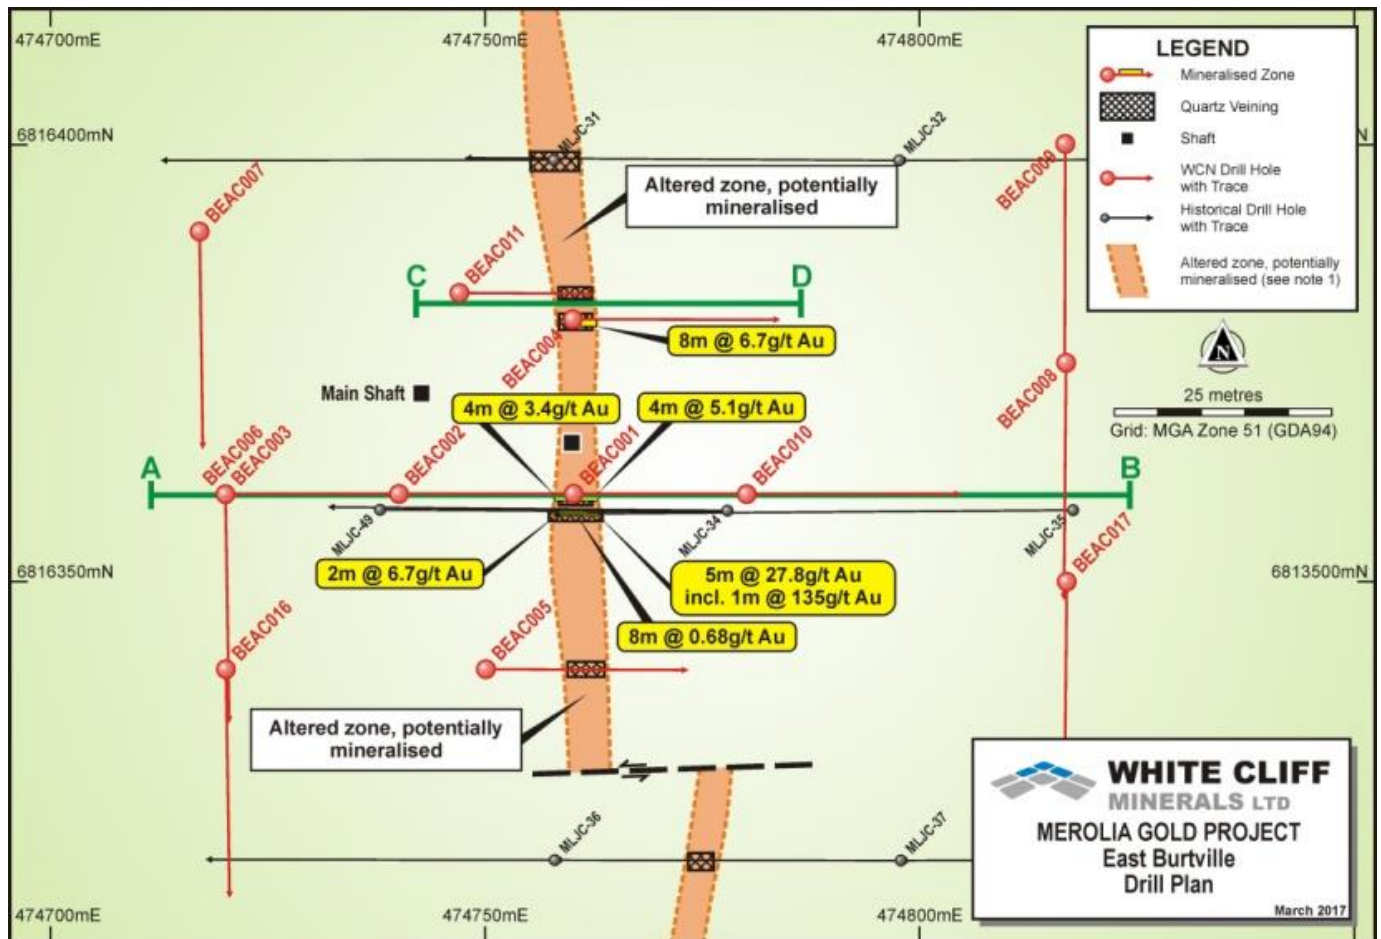 474700mE
474750mE
474800mE
LEGEND
Mineralised Zone
Quartz Veining
Shaft
WCN Drill Hole
with Trace
Historical Drill Hole
with Trace
Altered zone, potentially
mineralised (see note 1)
6816400mN
N
MLJC-31
MLJC-32
BEAC009
BEAC007
Altered zone, potentially
mineralised
BEAC011
C
D
BEAC004
8m @ 6.7g/t Au
N
25 metres
Grid: MGA Zone 51 (GDA94)
BEAC008
Main Shaft
4m @ 3.4g/t Au
4m @ 5.1g/t Au
A
BEAC006
BEAC003
BEAC002
BEAC001
BEAC010
B
MLJC-49
MLJC-34
MLJC-35
BEAC017
6816350mN
6813500mN
2m @ 6.7g/t Au
5m @ 27.8g/t Au
incl. 1m @ 135g/t Au
8m @ 0.68g/t Au
BEAC016
BEAC005
Altered zone, potentially
mineralised
MLJC-36
MLJC-37
WHITE CLIFF
MINERALS LTD
MEROLIA GOLD PROJECT
East Burtville
Drill Plan
March 2017
474700mE
474750mE
474800mE